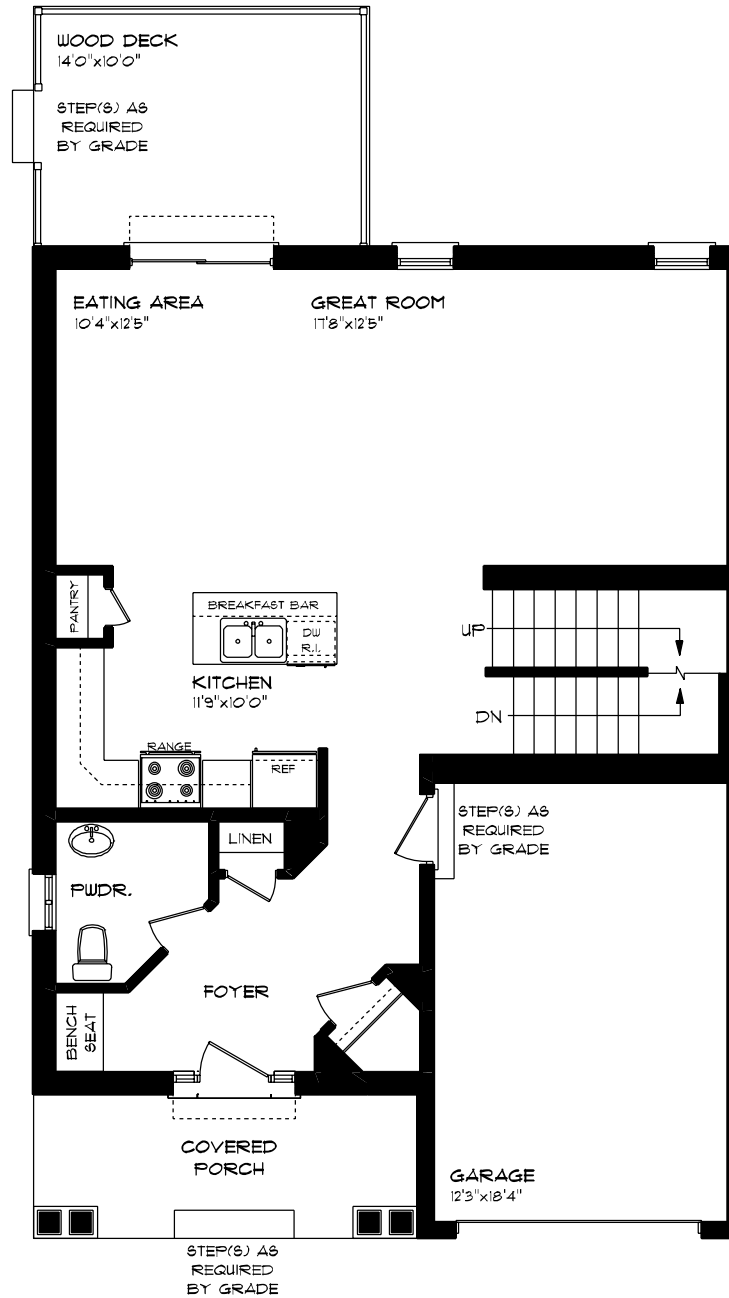 WOOD DECK
14'0"x10'0"
STEP(S) AS
REQUIRED
BY GRADE
EATING AREA
10'4"x12'5"
GREAT ROOM
17'8"x12'5"
PANTRY
BREAKFAST BAR
DW
R.I.
UP
KITCHEN
11'9"x10'0"
DN
RANGE
REF
STEP(S) AS
REQUIRED
BY GRADE
LINEN
PWDR.
FOYER
BENCH
SEAT
COVERED
PORCH
GARAGE
12'3"x18'4"
STEP(S) AS
REQUIRED
BY GRADE